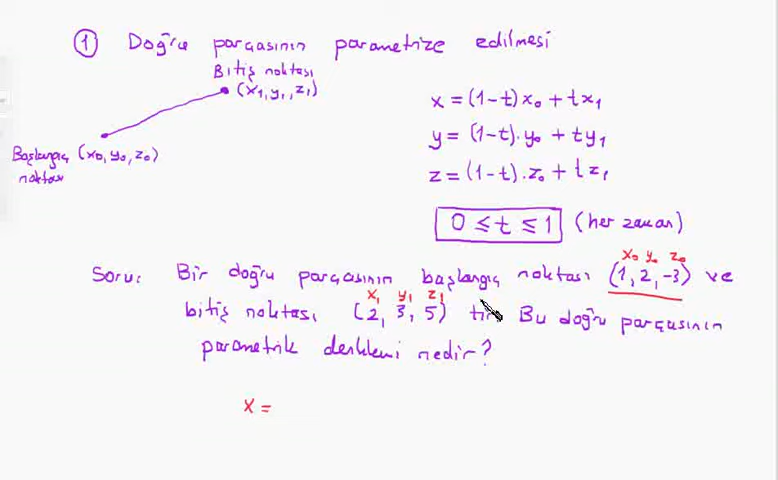 ① Doğru parçasının parametrize edilmesi
Bitiş noktası
(x₁, y₁, z₁)
Başlangıç (x₀, y₀, z₀)
noktası
x = (1-t) x₀ + t x₁
y = (1-t). y₀ + t y₁
z = (1-t) . z₀ + t z₁
0 ≤ t ≤ 1 (her zaman)
x₀ y₀ z₀
Soru: Bir doğru parçasının başlangıç noktası (1, 2, -3) ve
x₁ y₁ z₁
bitiş noktası (2, 3, 5) tir Bu doğru parçasının
parametrik denklemi nedir?
x =